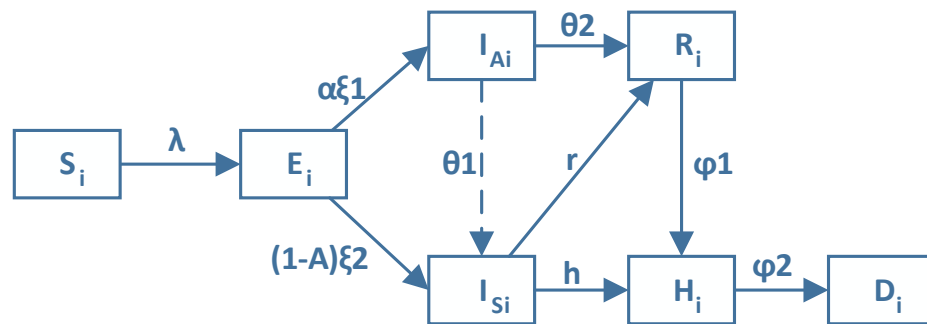 I_Ai
θ2
R_i
αξ1
λ
S_i
E_i
θ1
r
φ1
(1-A)ξ2
I_Si
h
H_i
φ2
D_i